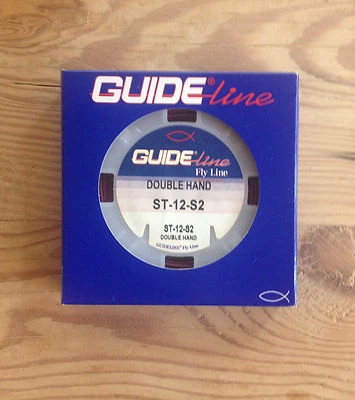 GUIDEline®
GUIDEline®
Fly Line
DOUBLE HAND
ST-12-S2
ST-12-S2
DOUBLE HAND
GUIDELINE® Fly Line